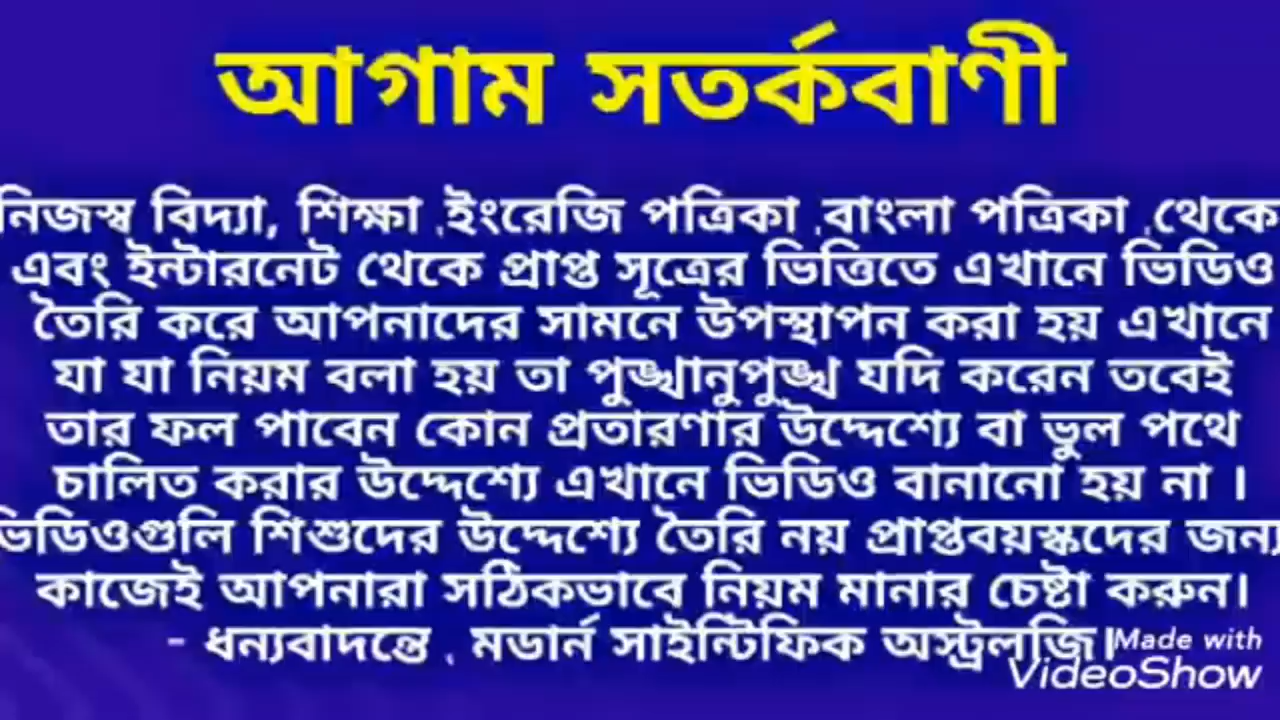 আগাম সতর্কবাণী
নিজস্ব বিদ্যা, শিক্ষা ,ইংরেজি পত্রিকা ,বাংলা পত্রিকা ,থেকে
এবং ইন্টারনেট থেকে প্রাপ্ত সূত্রের ভিত্তিতে এখানে ভিডিও
তৈরি করে আপনাদের সামনে উপস্থাপন করা হয় এখানে
যা যা নিয়ম বলা হয় তা পুঙ্খানুপুঙ্খ যদি করেন তবেই
তার ফল পাবেন কোন প্রতারণার উদ্দেশ্যে বা ভুল পথে
চালিত করার উদ্দেশ্যে এখানে ভিডিও বানানো হয় না ।
ভিডিওগুলি শিশুদের উদ্দেশ্যে তৈরি নয় প্রাপ্তবয়স্কদের জন্য
কাজেই আপনারা সঠিকভাবে নিয়ম মানার চেষ্টা করুন।
- ধন্যবাদন্তে , মডার্ন সাইন্টিফিক অস্ট্রলজি।
Made with
VideoShow